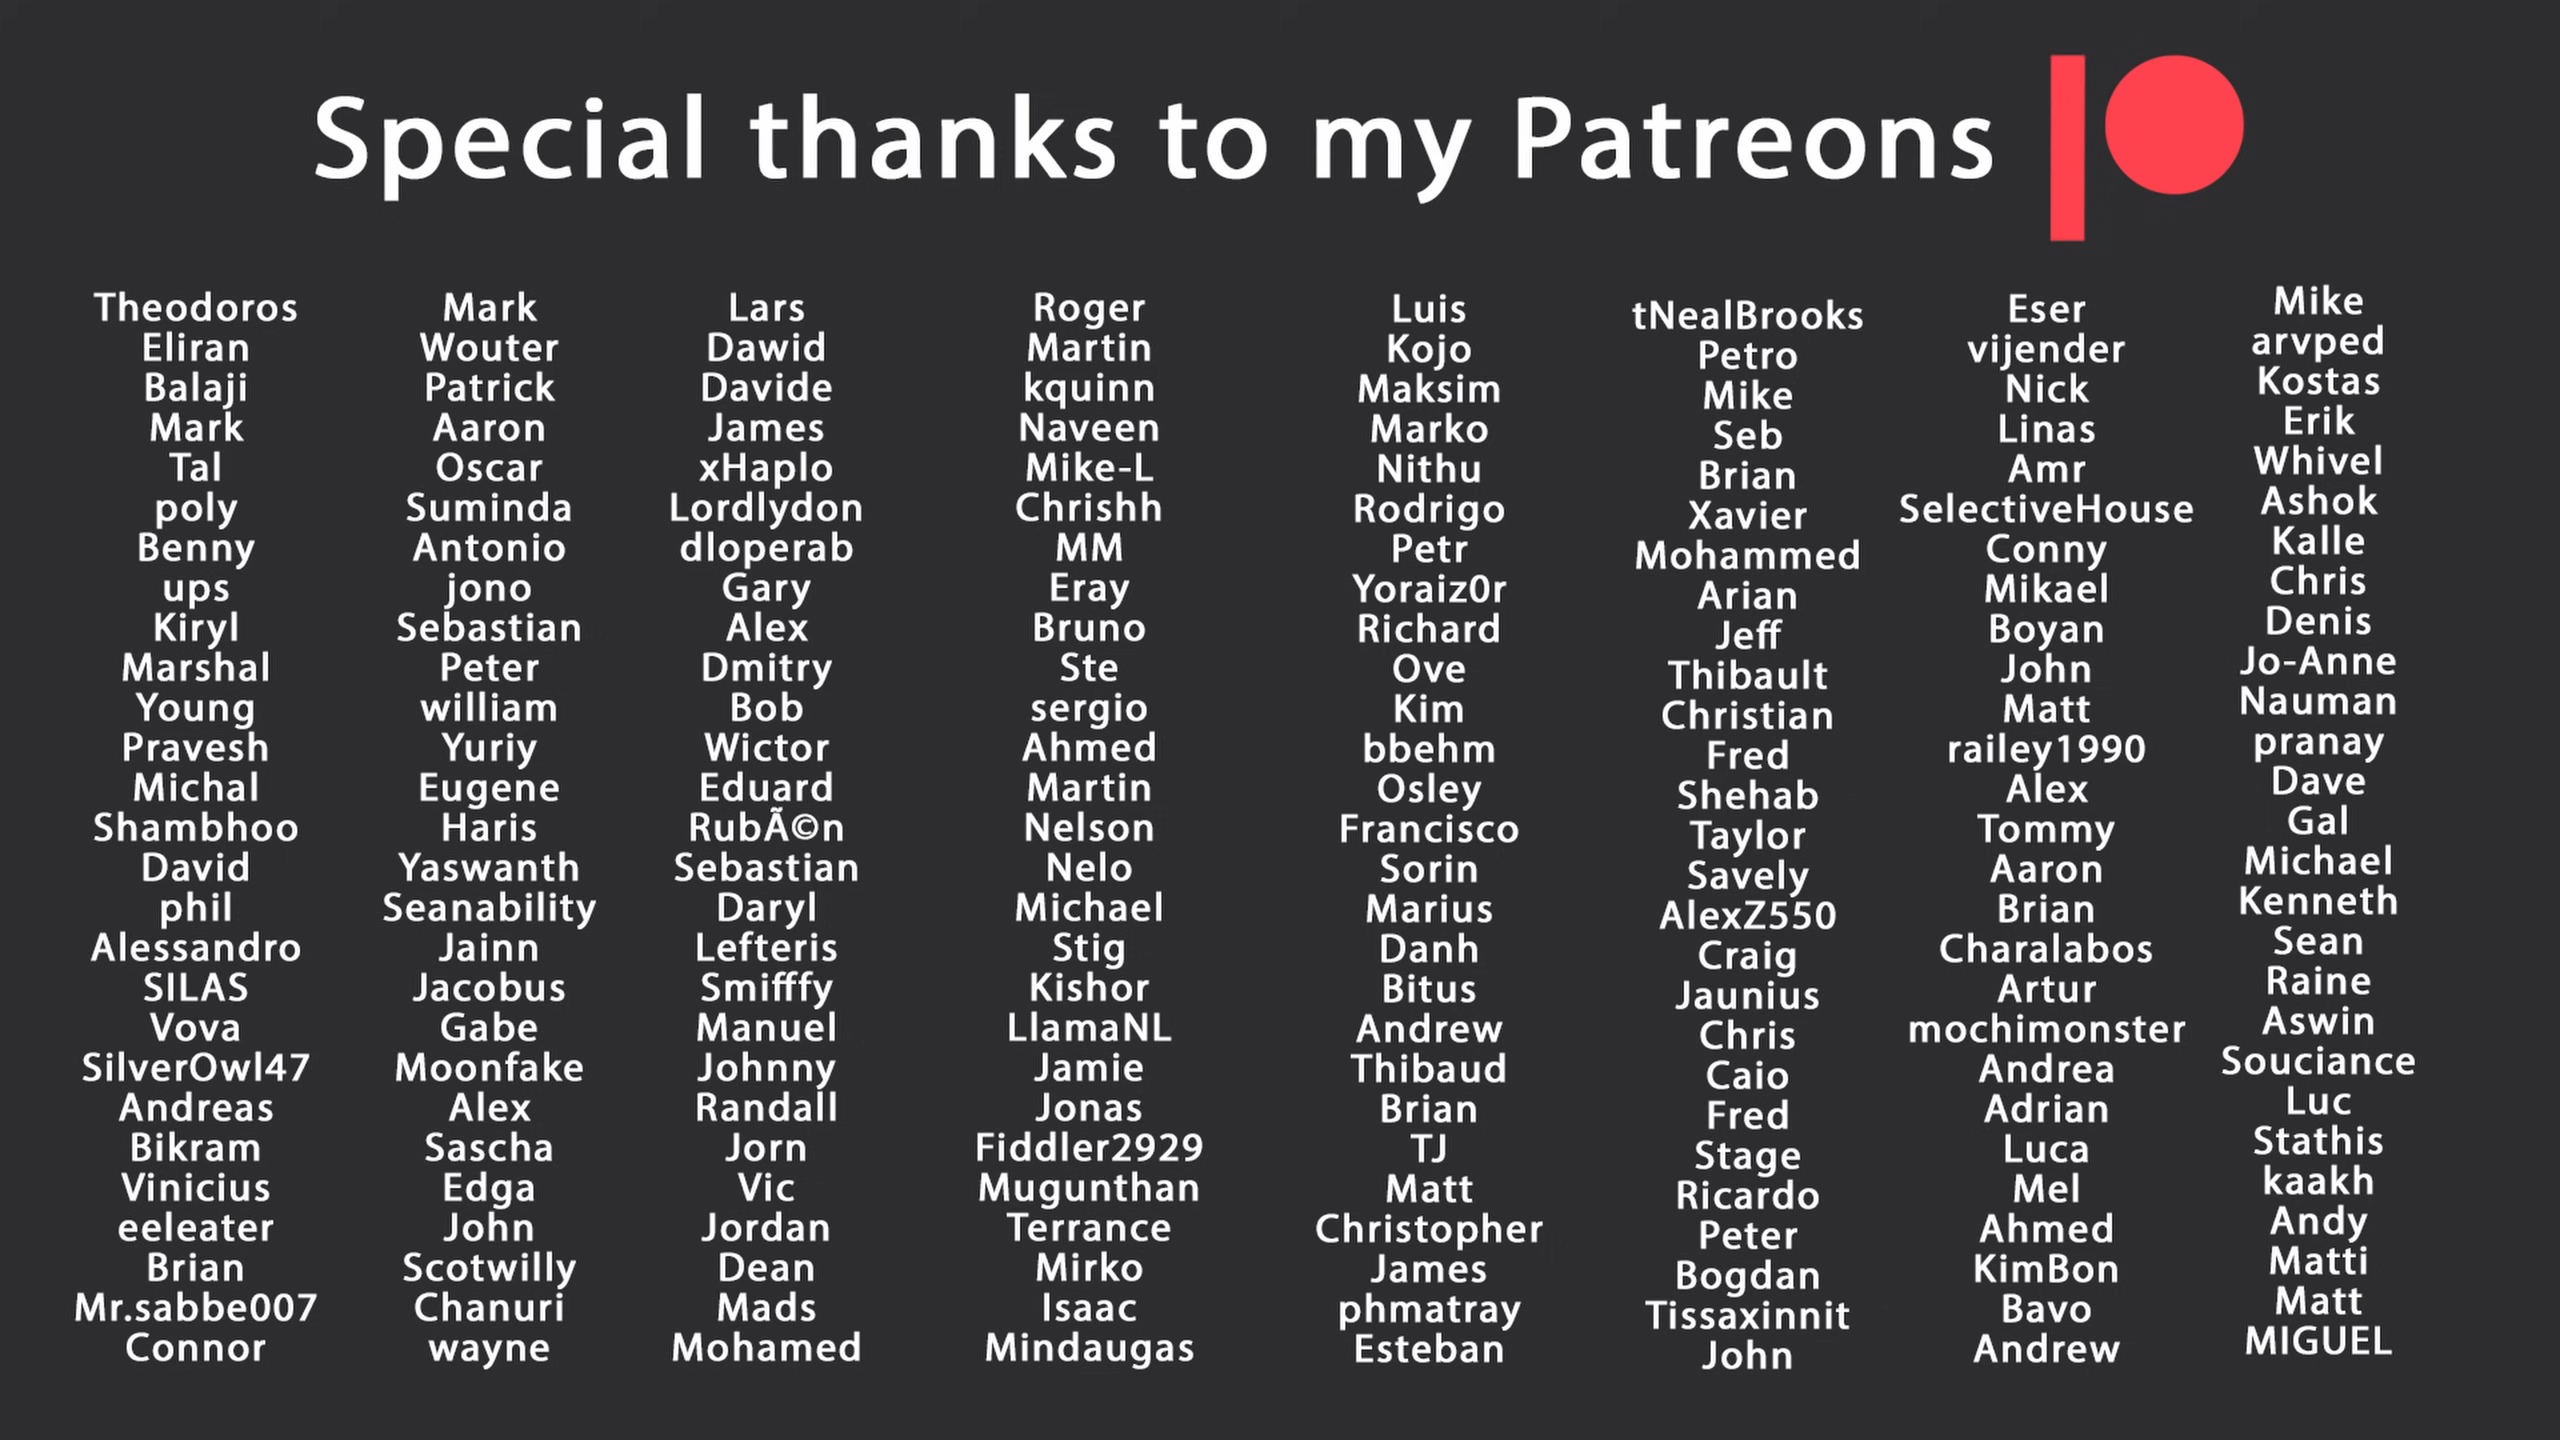 Special thanks to my Patreons
Theodoros
Eliran
Balaji
Mark
Tal
poly
Benny
ups
Kiryl
Marshal
Young
Pravesh
Michal
Shambhoo
David
phil
Alessandro
SILAS
Vova
SilverOwl47
Andreas
Bikram
Vinicius
eeleater
Brian
Mr.sabbe007
Connor
Mark
Wouter
Patrick
Aaron
Oscar
Suminda
Antonio
jono
Sebastian
Peter
william
Yuriy
Eugene
Haris
Yaswanth
Seanability
Jainn
Jacobus
Gabe
Moonfake
Alex
Sascha
Edga
John
Scotwilly
Chanuri
wayne
Lars
Dawid
Davide
James
xHaplo
Lordlydon
dloperab
Gary
Alex
Dmitry
Bob
Wictor
Eduard
RubÃ©n
Sebastian
Daryl
Lefteris
Smifffy
Manuel
Johnny
Randall
Jorn
Vic
Jordan
Dean
Mads
Mohamed
Roger
Martin
kquinn
Naveen
Mike-L
Chrishh
MM
Eray
Bruno
Ste
sergio
Ahmed
Martin
Nelson
Nelo
Michael
Stig
Kishor
LlamaNL
Jamie
Jonas
Fiddler2929
Mugunthan
Terrance
Mirko
Isaac
Mindaugas
Luis
Kojo
Maksim
Marko
Nithu
Rodrigo
Petr
Yoraiz0r
Richard
Ove
Kim
bbehm
Osley
Francisco
Sorin
Marius
Danh
Bitus
Andrew
Thibaud
Brian
TJ
Matt
Christopher
James
phmatray
Esteban
tNealBrooks
Petro
Mike
Seb
Brian
Xavier
Mohammed
Arian
Jeff
Thibault
Christian
Fred
Shehab
Taylor
Savely
AlexZ550
Craig
Jaunius
Chris
Caio
Fred
Stage
Ricardo
Peter
Bogdan
Tissaxinnit
John
Eser
vijender
Nick
Linas
Amr
SelectiveHouse
Conny
Mikael
Boyan
John
Matt
railey1990
Alex
Tommy
Aaron
Brian
Charalabos
Artur
mochimonster
Andrea
Adrian
Luca
Mel
Ahmed
KimBon
Bavo
Andrew
Mike
arvped
Kostas
Erik
Whivel
Ashok
Kalle
Chris
Denis
Jo-Anne
Nauman
pranay
Dave
Gal
Michael
Kenneth
Sean
Raine
Aswin
Souciance
Luc
Stathis
kaakh
Andy
Matti
Matt
MIGUEL